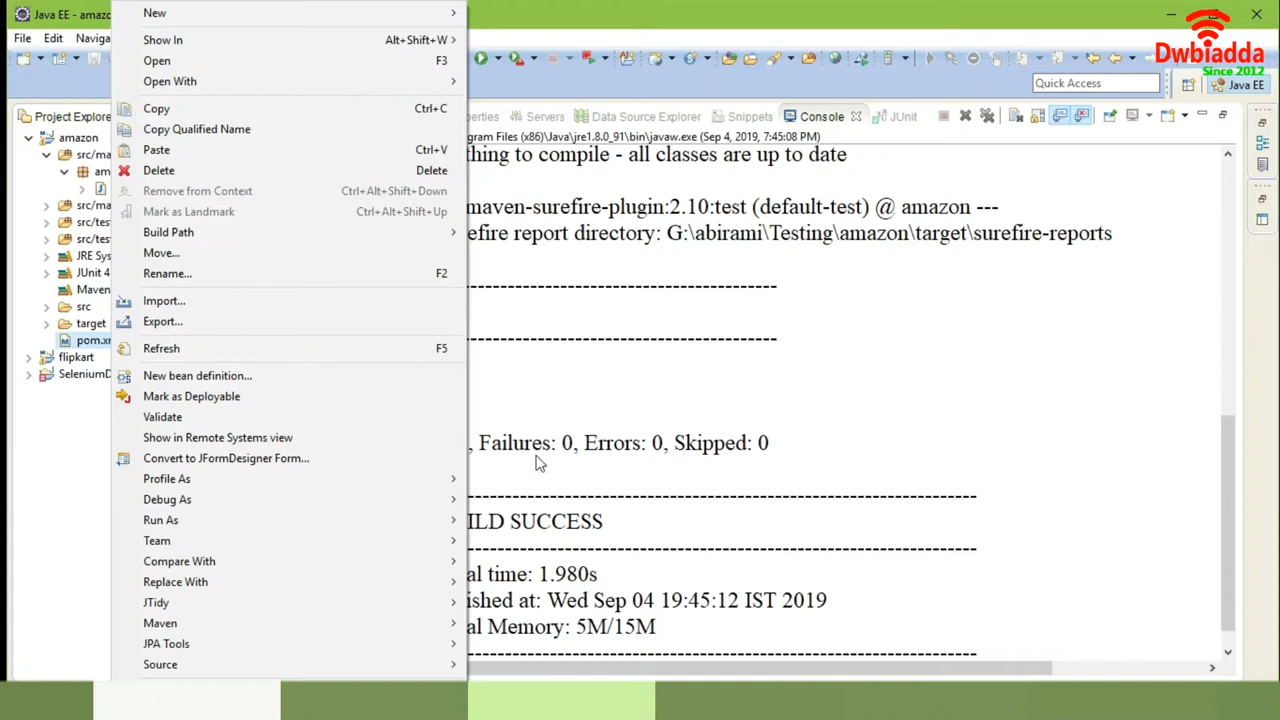 Java EE - amazo
File Edit Naviga
Dwbiadda
Since 2012
Quick Access
Java EE
Project Explore
amazon
src/ma
am
src/ma
src/tes
src/tes
JRE Sys
JUnit 4
Maven
src
target
pom.xm
flipkart
SeleniumD
New
Show In Alt+Shift+W
Open F3
Open With
Copy Ctrl+C
Copy Qualified Name
Paste Ctrl+V
Delete Delete
Remove from Context Ctrl+Alt+Shift+Down
Mark as Landmark Ctrl+Alt+Shift+Up
Build Path
Move...
Rename... F2
Import...
Export...
Refresh F5
New bean definition...
Mark as Deployable
Validate
Show in Remote Systems view
Convert to JFormDesigner Form...
Profile As
Debug As
Run As
Team
Compare With
Replace With
JTidy
Maven
JPA Tools
Source
perties Servers Data Source Explorer Snippets Console JUnit
gram Files (x86)\Java\jre1.8.0_91\bin\javaw.exe (Sep 4, 2019, 7:45:08 PM)
thing to compile - all classes are up to date
maven-surefire-plugin:2.10:test (default-test) @ amazon ---
efire report directory: G:\abirami\Testing\amazon\target\surefire-reports
------------------------------------------------
------------------------------------------------
, Failures: 0, Errors: 0, Skipped: 0
------------------------------------------------------------------------
ILD SUCCESS
------------------------------------------------------------------------
al time: 1.980s
ished at: Wed Sep 04 19:45:12 IST 2019
al Memory: 5M/15M
------------------------------------------------------------------------